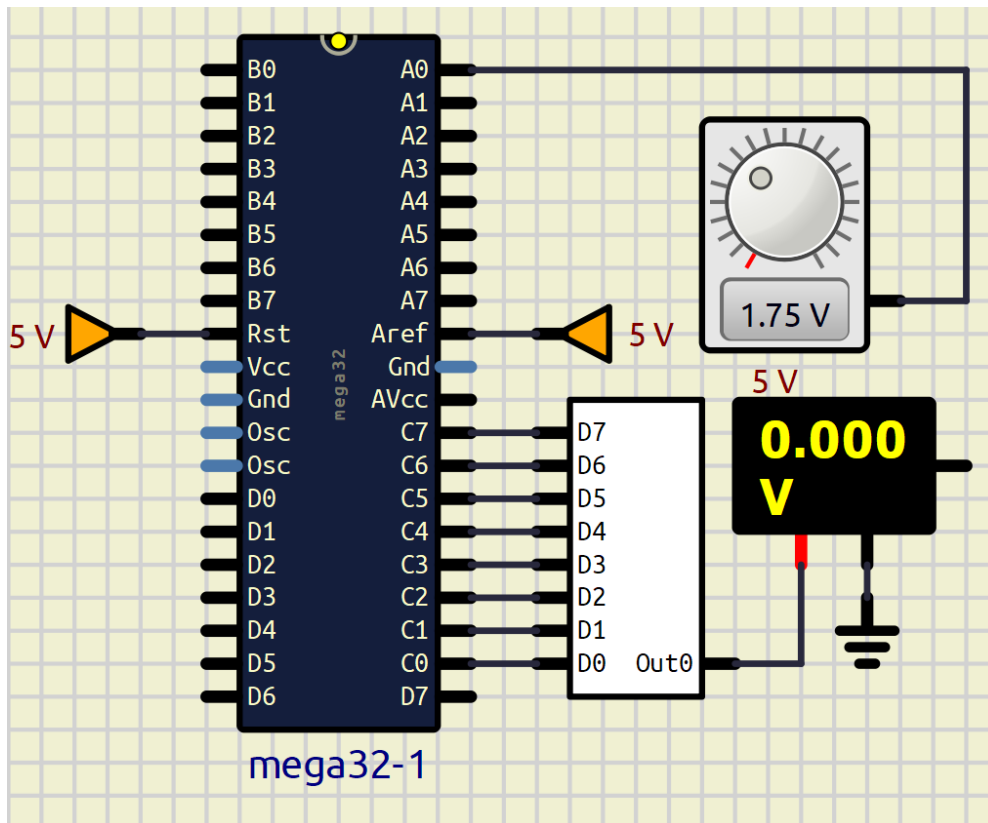 B0 A0
B1 A1
B2 A2
B3 A3
B4 A4
B5 A5
B6 A6
B7 A7
1.75 V
5 V Rst Aref 5 V
mega32
Vcc Gnd
5 V
Gnd AVcc
Osc C7 D7
0.000
Osc C6 D6
V
D0 C5 D5
D1 C4 D4
D2 C3 D3
D3 C2 D2
D4 C1 D1
D5 C0 D0 Out0
D6 D7
mega32-1